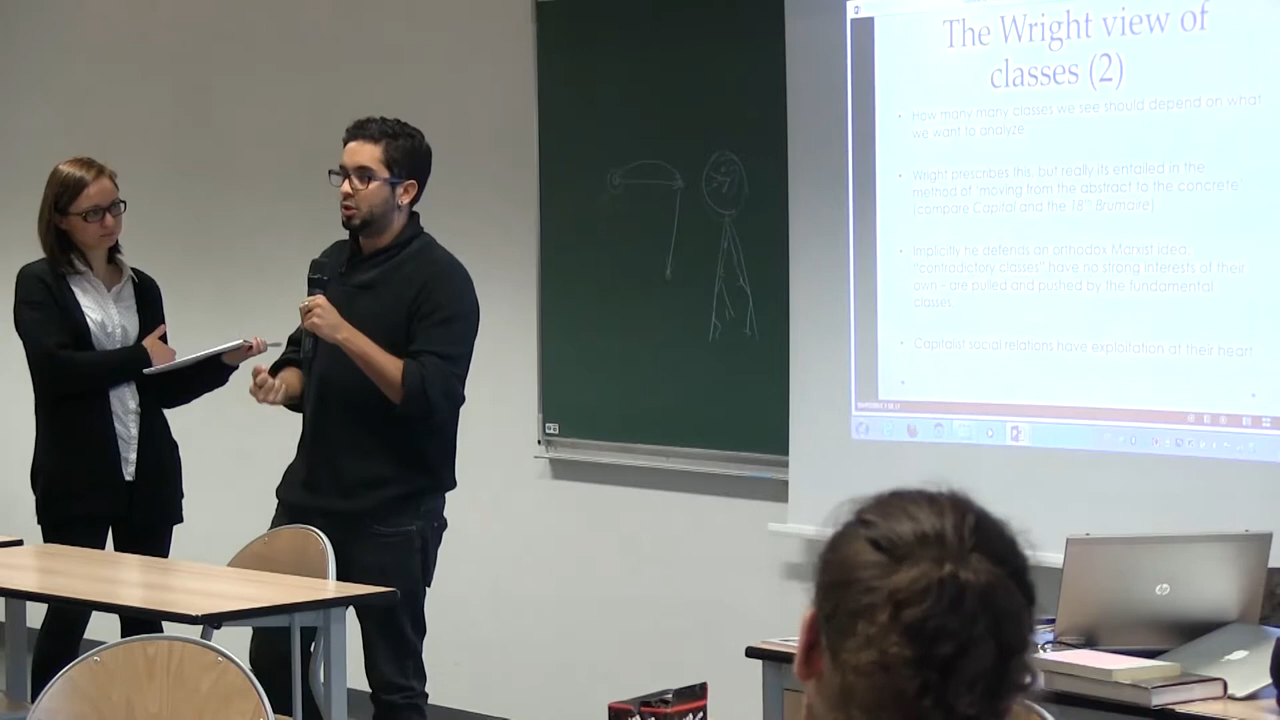 The Wright view of
classes (2)
How many many classes we see should depend on what
we want to analyze
Wright prescribes this, but really its entailed in the
method of 'moving from the abstract to the concrete'
(compare Capital and the 18th Brumaire)
Implicitly he defends an orthodox Marxist idea:
"contradictory classes" have no strong interests of their
own – are pulled and pushed by the fundamental
classes
Capitalist social relations have exploitation at their heart
hp